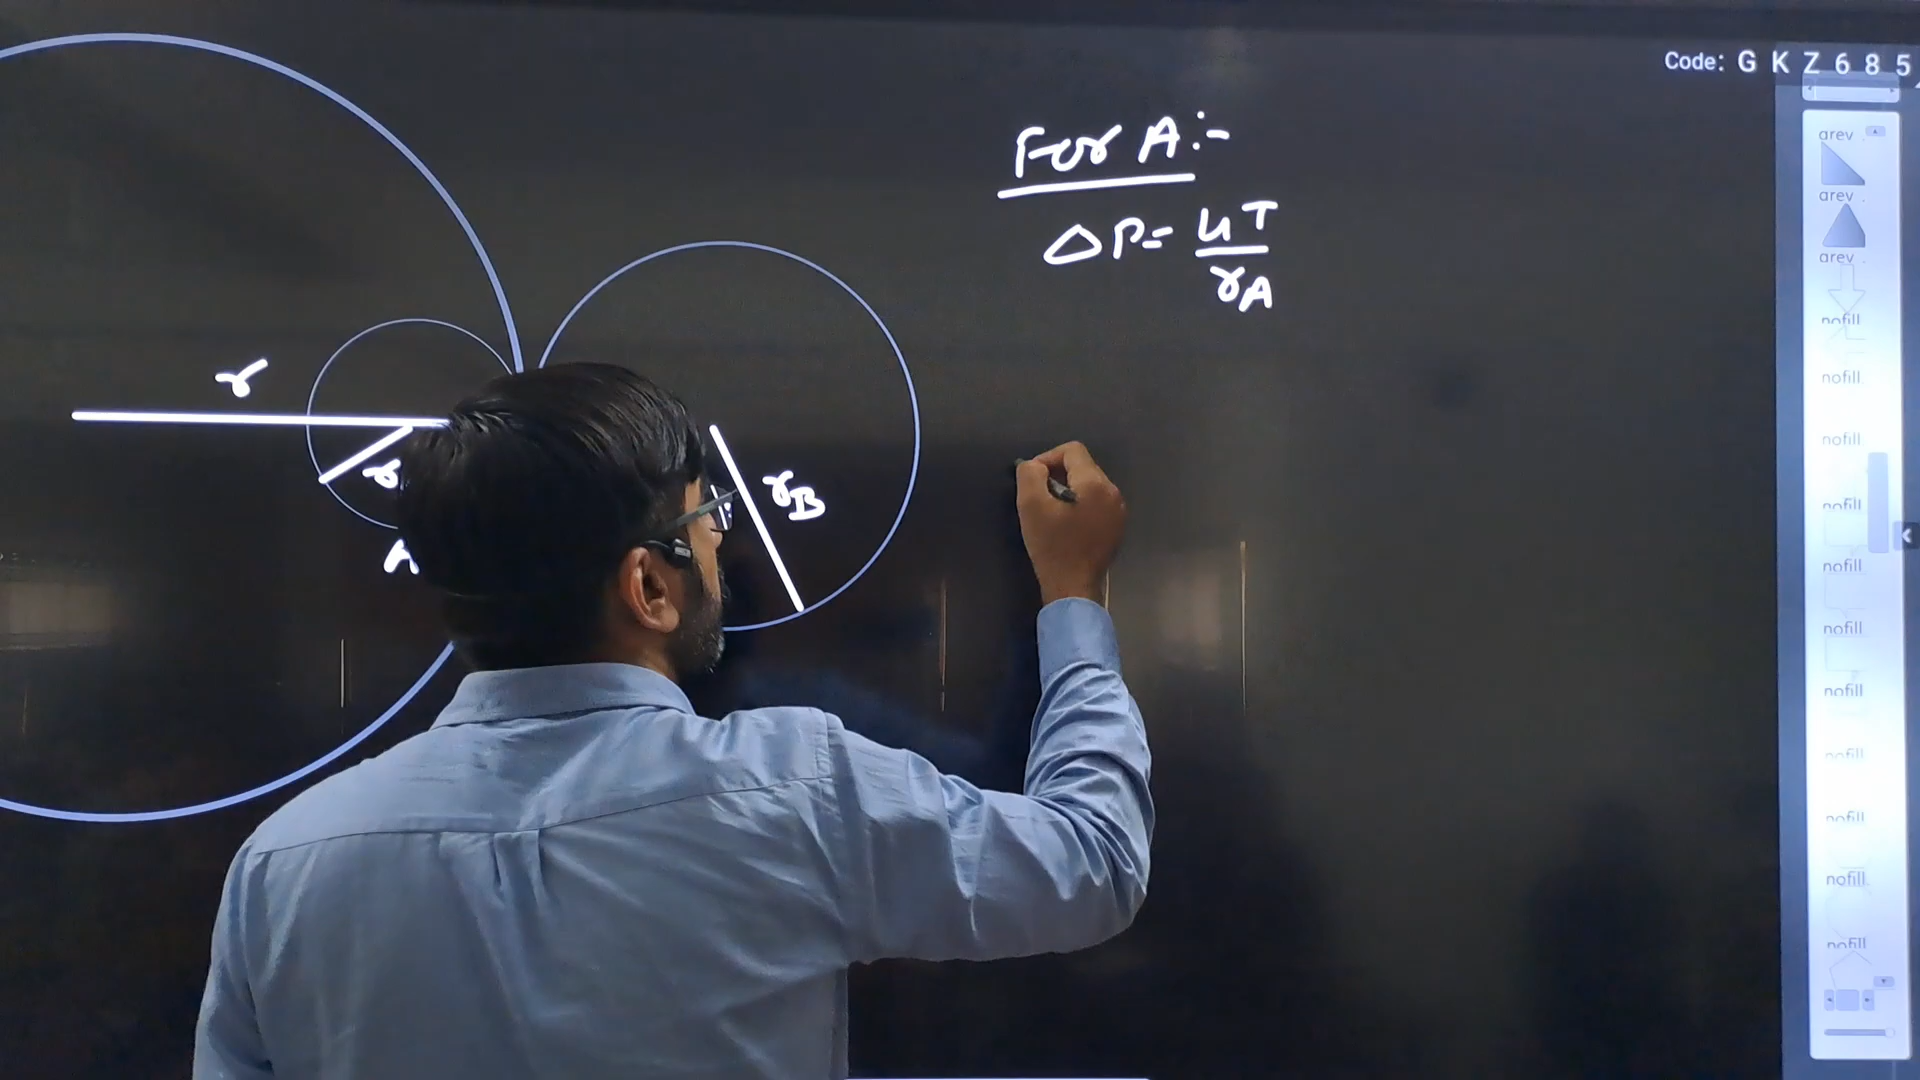 Code: G K Z 6 8 5
For A:-
ΔP= 4T/rA
r
r
A
rB
arev
arev .
arev .
nofill
nofill.
nofill
nofill
nofill
nofill
nofill
nofill
nofill
nofill.
nofill